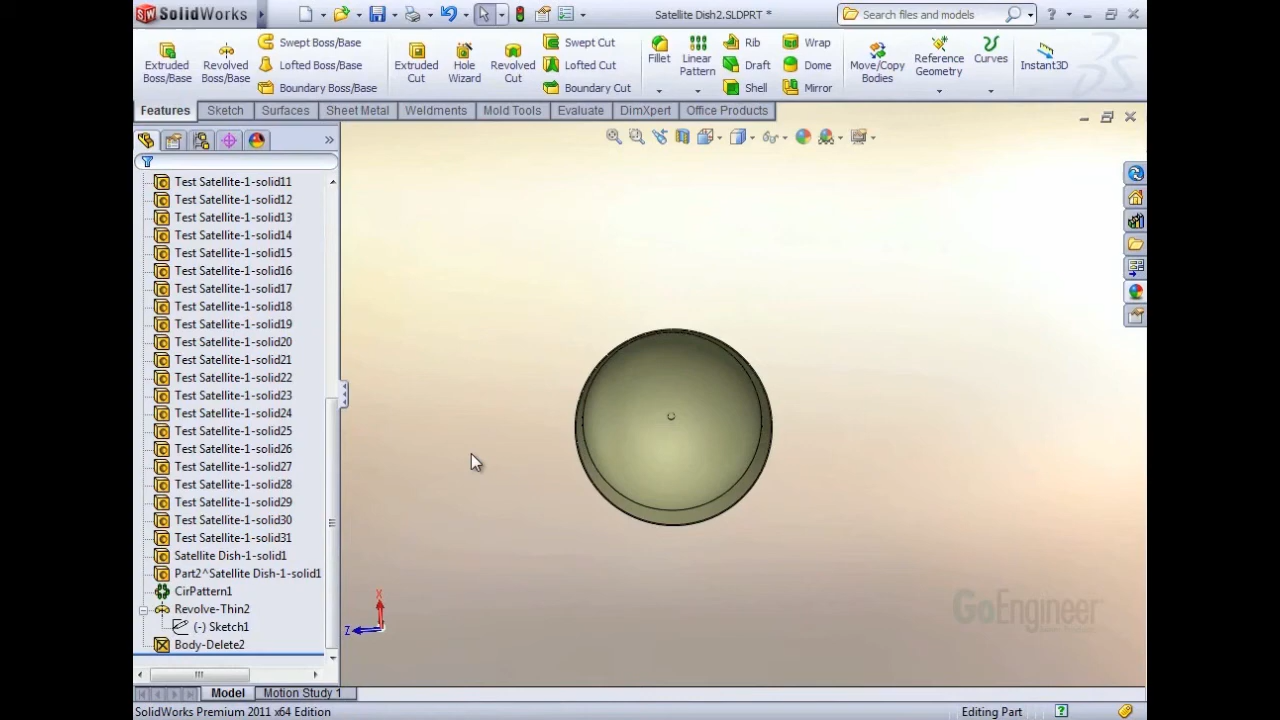 SolidWorks
Satellite Dish2.SLDPRT *
Search files and models
Extruded Boss/Base
Revolved Boss/Base
Swept Boss/Base
Lofted Boss/Base
Boundary Boss/Base
Extruded Cut
Hole Wizard
Revolved Cut
Swept Cut
Lofted Cut
Boundary Cut
Fillet
Linear Pattern
Rib
Draft
Shell
Wrap
Dome
Mirror
Move/Copy Bodies
Reference Geometry
Curves
Instant3D
Features
Sketch
Surfaces
Sheet Metal
Weldments
Mold Tools
Evaluate
DimXpert
Office Products
Test Satellite-1-solid11
Test Satellite-1-solid12
Test Satellite-1-solid13
Test Satellite-1-solid14
Test Satellite-1-solid15
Test Satellite-1-solid16
Test Satellite-1-solid17
Test Satellite-1-solid18
Test Satellite-1-solid19
Test Satellite-1-solid20
Test Satellite-1-solid21
Test Satellite-1-solid22
Test Satellite-1-solid23
Test Satellite-1-solid24
Test Satellite-1-solid25
Test Satellite-1-solid26
Test Satellite-1-solid27
Test Satellite-1-solid28
Test Satellite-1-solid29
Test Satellite-1-solid30
Test Satellite-1-solid31
Satellite Dish-1-solid1
Part2^Satellite Dish-1-solid1
CirPattern1
Revolve-Thin2
(-) Sketch1
Body-Delete2
X
Z
GoEngineer
Model
Motion Study 1
SolidWorks Premium 2011 x64 Edition
Editing Part